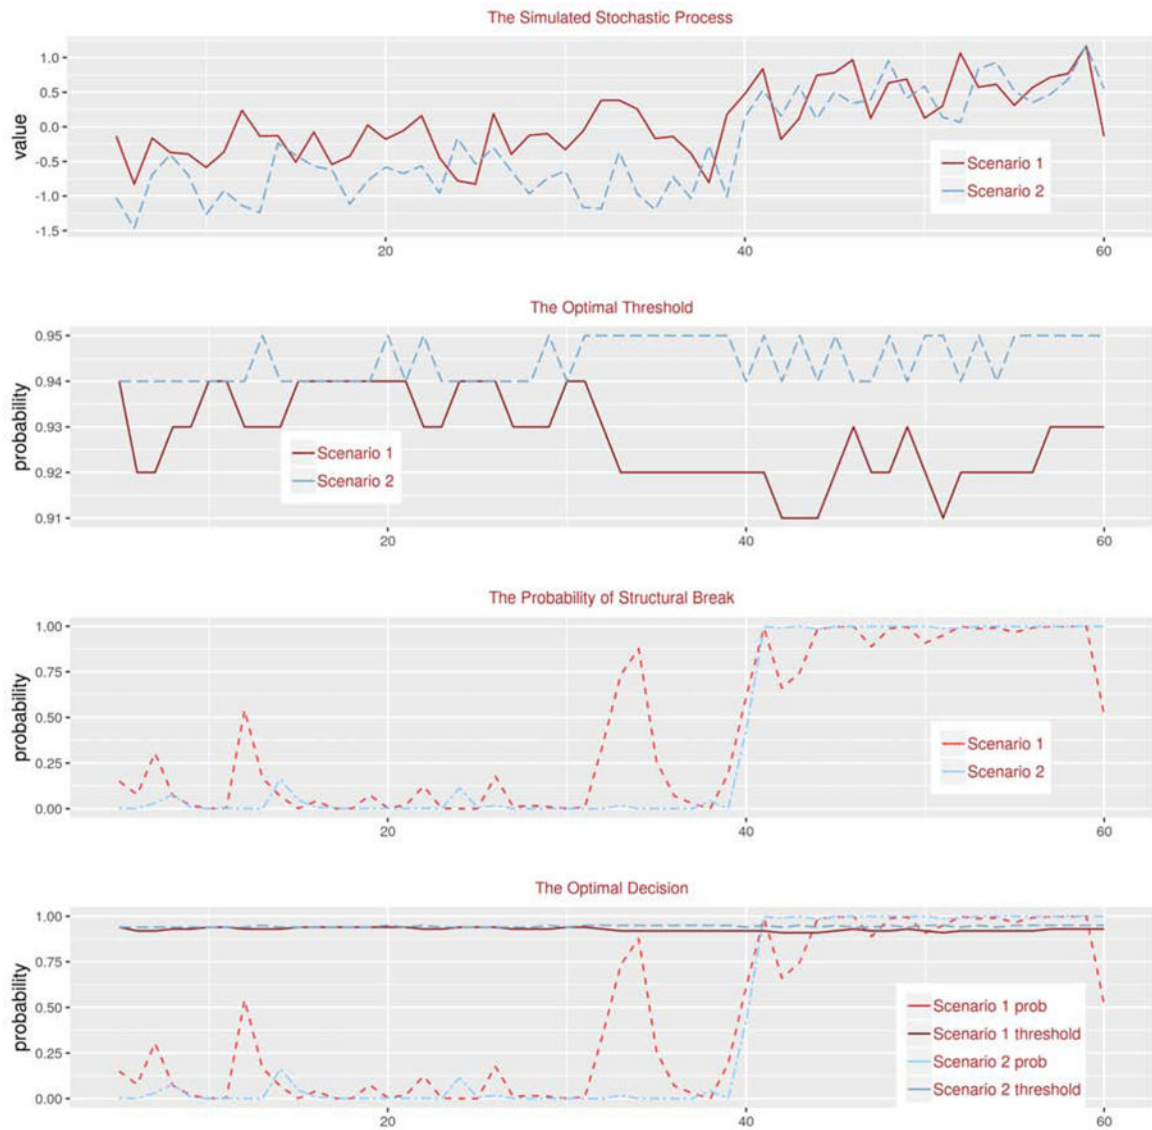 The Simulated Stochastic Process
value
1.0
0.5
0.0
-0.5
-1.0
-1.5
Scenario 1
Scenario 2
20
40
60
The Optimal Threshold
probability
0.95
0.94
0.93
0.92
0.91
Scenario 1
Scenario 2
20
40
60
The Probability of Structural Break
probability
1.00
0.75
0.50
0.25
0.00
Scenario 1
Scenario 2
20
40
60
The Optimal Decision
probability
1.00
0.75
0.50
0.25
0.00
Scenario 1 prob
Scenario 1 threshold
Scenario 2 prob
Scenario 2 threshold
20
40
60